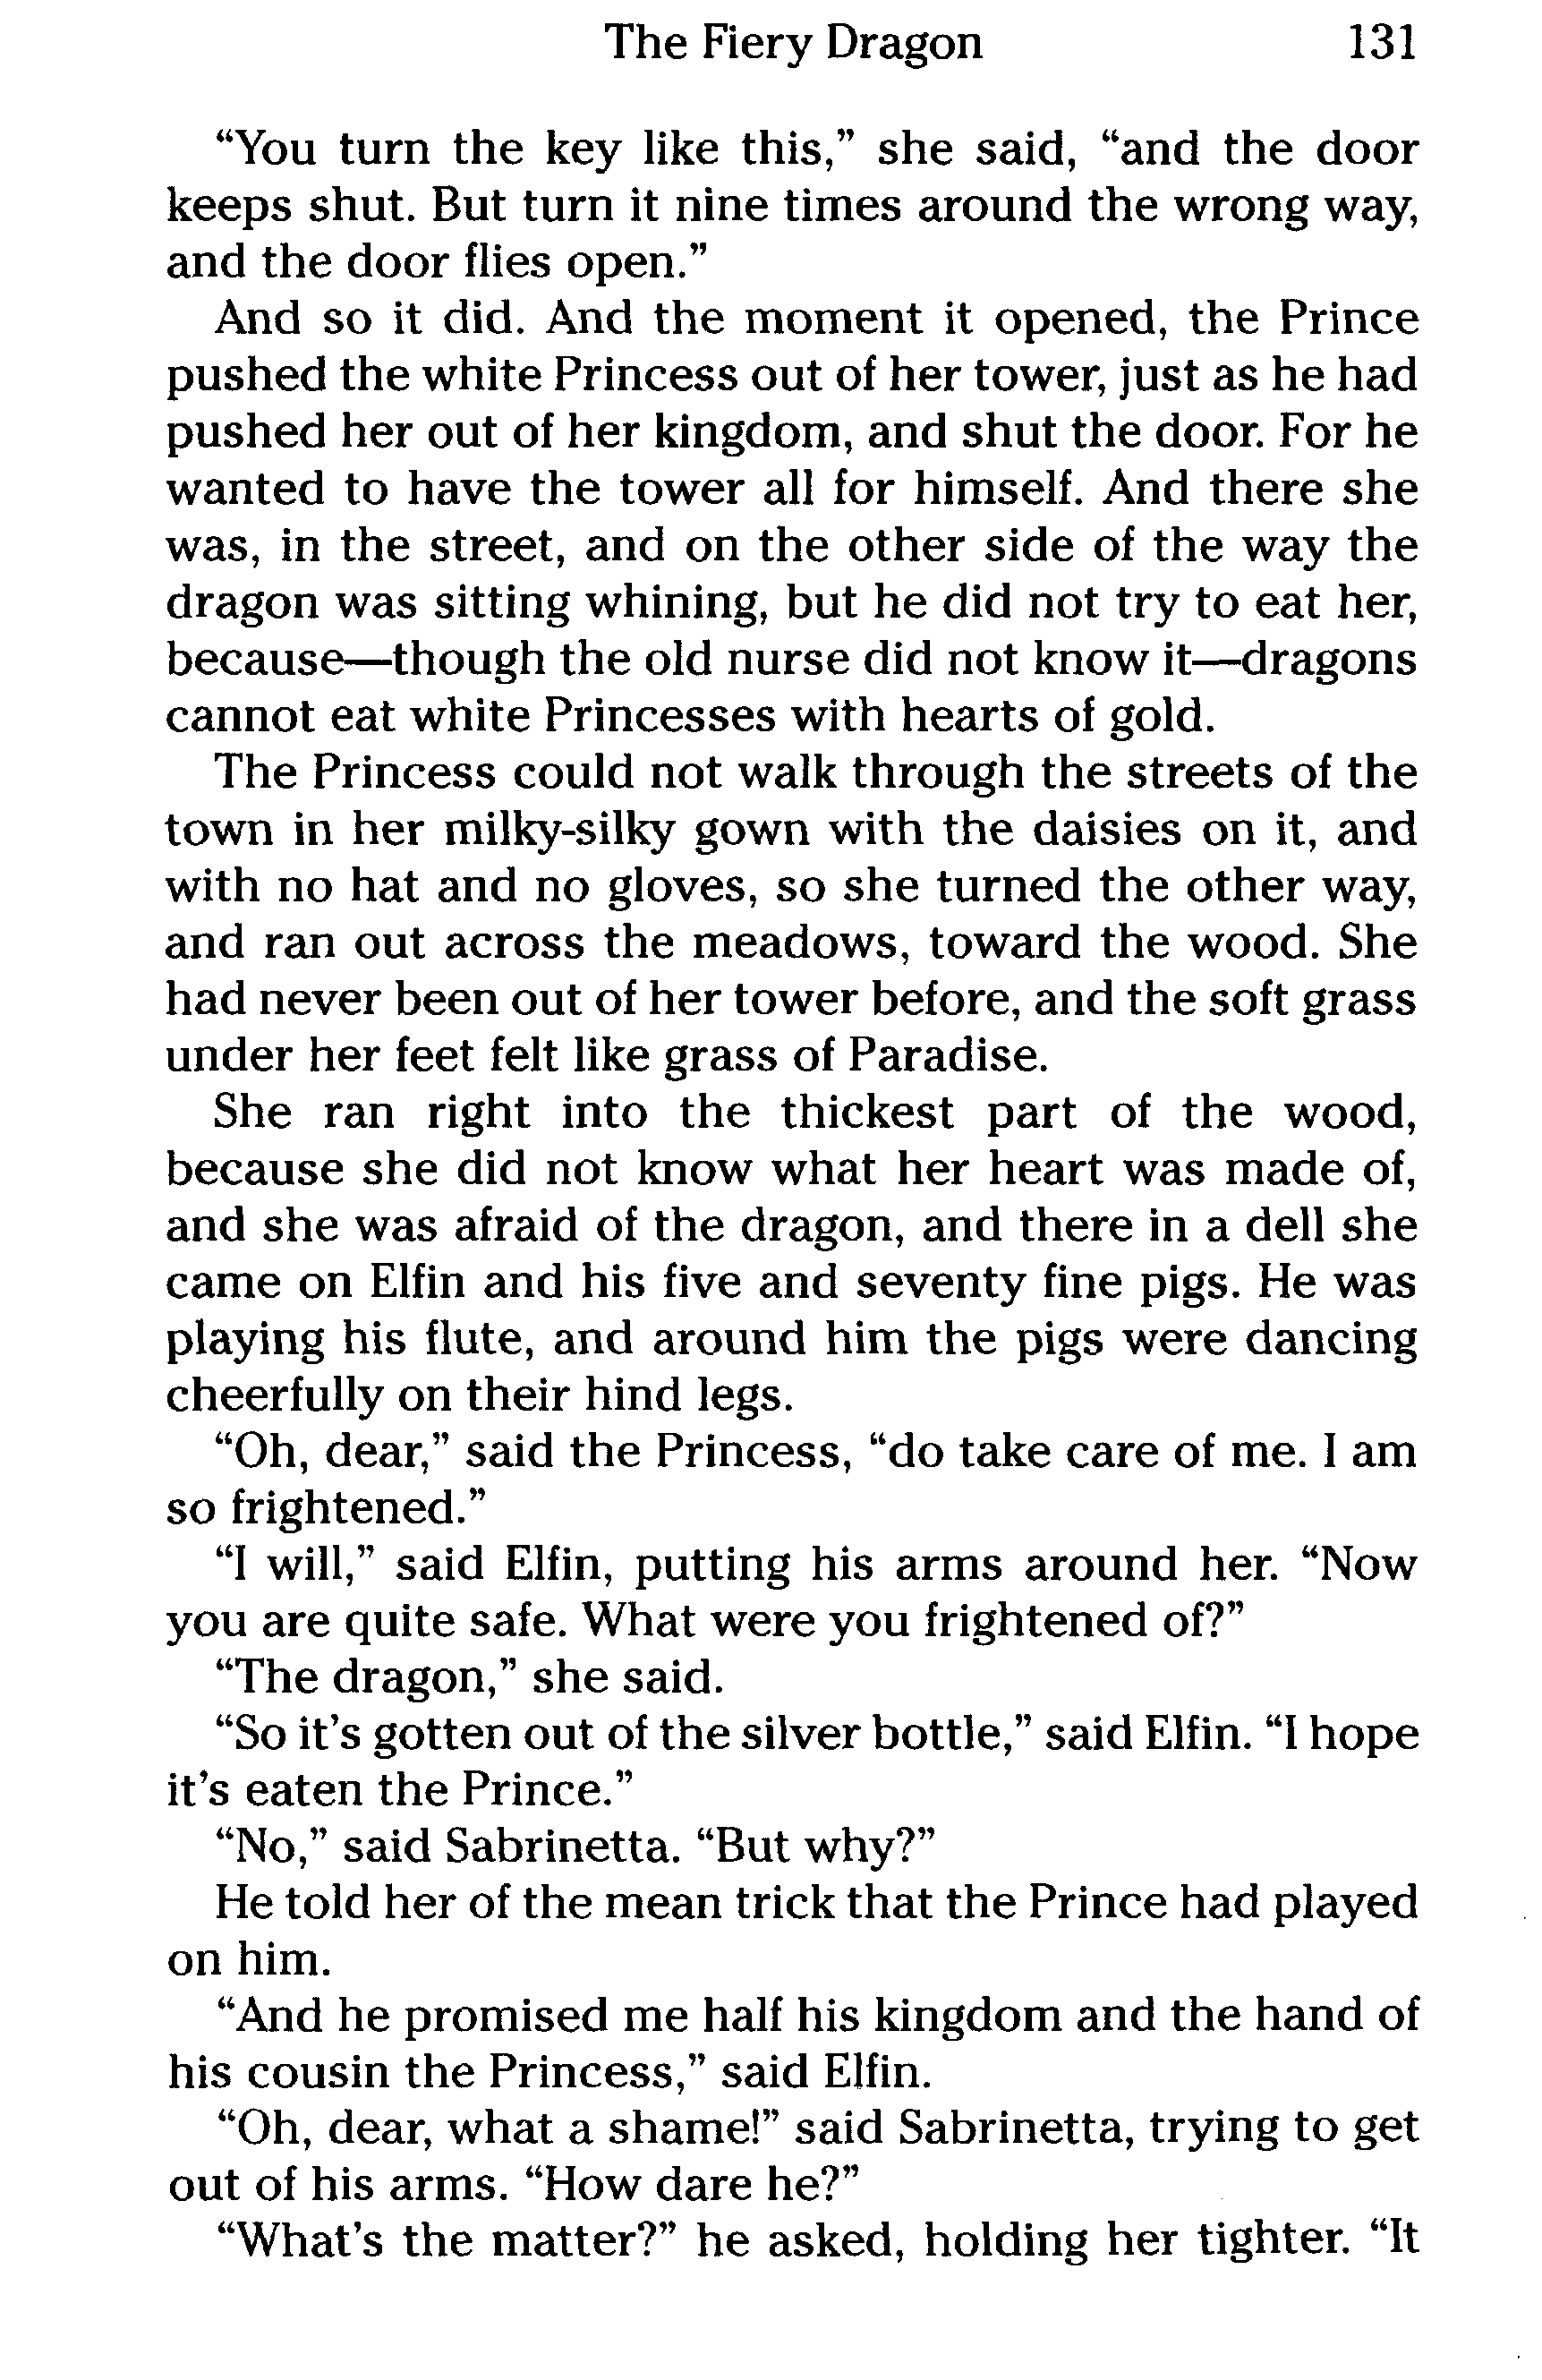 The Fiery Dragon 131
“You turn the key like this,” she said, “and the door
keeps shut. But turn it nine times around the wrong way,
and the door flies open.”
And so it did. And the moment it opened, the Prince
pushed the white Princess out of her tower, just as he had
pushed her out of her kingdom, and shut the door. For he
wanted to have the tower all for himself. And there she
was, in the street, and on the other side of the way the
dragon was sitting whining, but he did not try to eat her,
because—though the old nurse did not know it—dragons
cannot eat white Princesses with hearts of gold.
The Princess could not walk through the streets of the
town in her milky-silky gown with the daisies on it, and
with no hat and no gloves, so she turned the other way,
and ran out across the meadows, toward the wood. She
had never been out of her tower before, and the soft grass
under her feet felt like grass of Paradise.
She ran right into the thickest part of the wood,
because she did not know what her heart was made of,
and she was afraid of the dragon, and there in a dell she
came on Elfin and his five and seventy fine pigs. He was
playing his flute, and around him the pigs were dancing
cheerfully on their hind legs.
“Oh, dear,” said the Princess, “do take care of me. I am
so frightened.”
“I will,” said Elfin, putting his arms around her. “Now
you are quite safe. What were you frightened of?”
“The dragon,” she said.
“So it’s gotten out of the silver bottle,” said Elfin. “I hope
it’s eaten the Prince.”
“No,” said Sabrinetta. “But why?”
He told her of the mean trick that the Prince had played
on him.
“And he promised me half his kingdom and the hand of
his cousin the Princess,” said Elfin.
“Oh, dear, what a shame!” said Sabrinetta, trying to get
out of his arms. “How dare he?”
“What’s the matter?” he asked, holding her tighter. “It